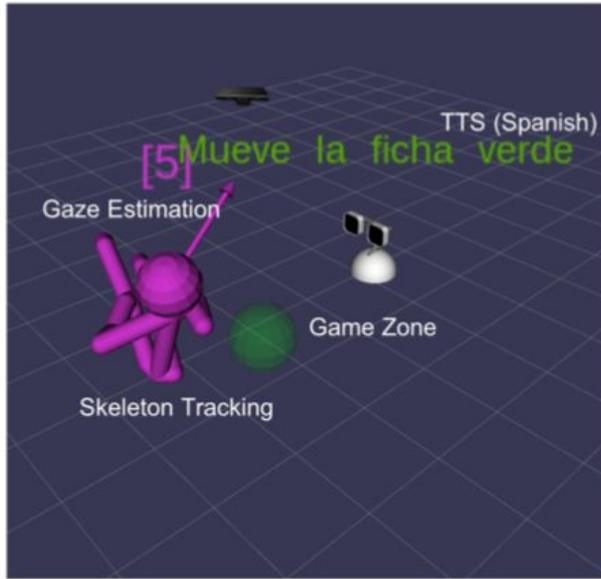 TTS (Spanish)
[5] Mueve la ficha verde
Gaze Estimation
Game Zone
Skeleton Tracking